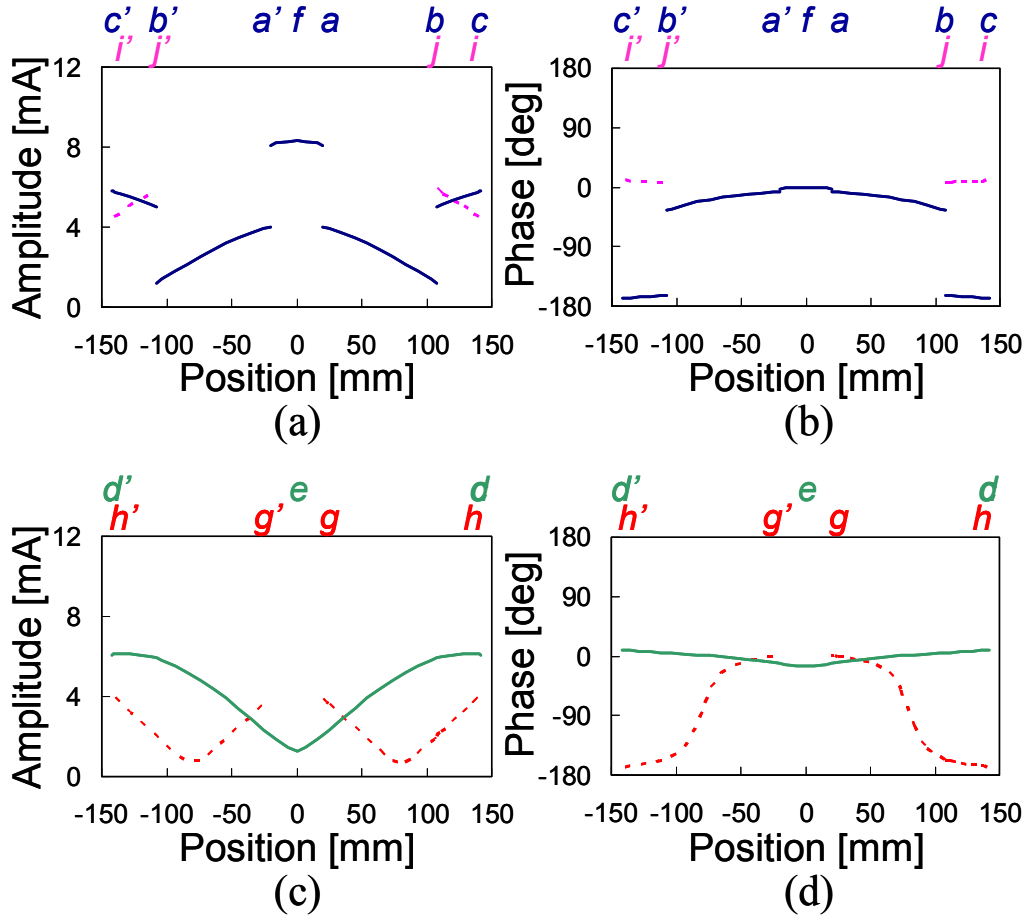 c’ b’ a’ f a b c
i’ j’ j i
12
8
4
0
Amplitude [mA]
-150 -100 -50 0 50 100 150
Position [mm]
(a)
c’ b’ a’ f a b c
i’ j’ j i
180
90
0
-90
-180
Phase [deg]
-150 -100 -50 0 50 100 150
Position [mm]
(b)
d’ e d
h’ g’ g h
12
8
4
0
Amplitude [mA]
-150 -100 -50 0 50 100 150
Position [mm]
(c)
d’ e d
h’ g’ g h
180
90
0
-90
-180
Phase [deg]
-150 -100 -50 0 50 100 150
Position [mm]
(d)